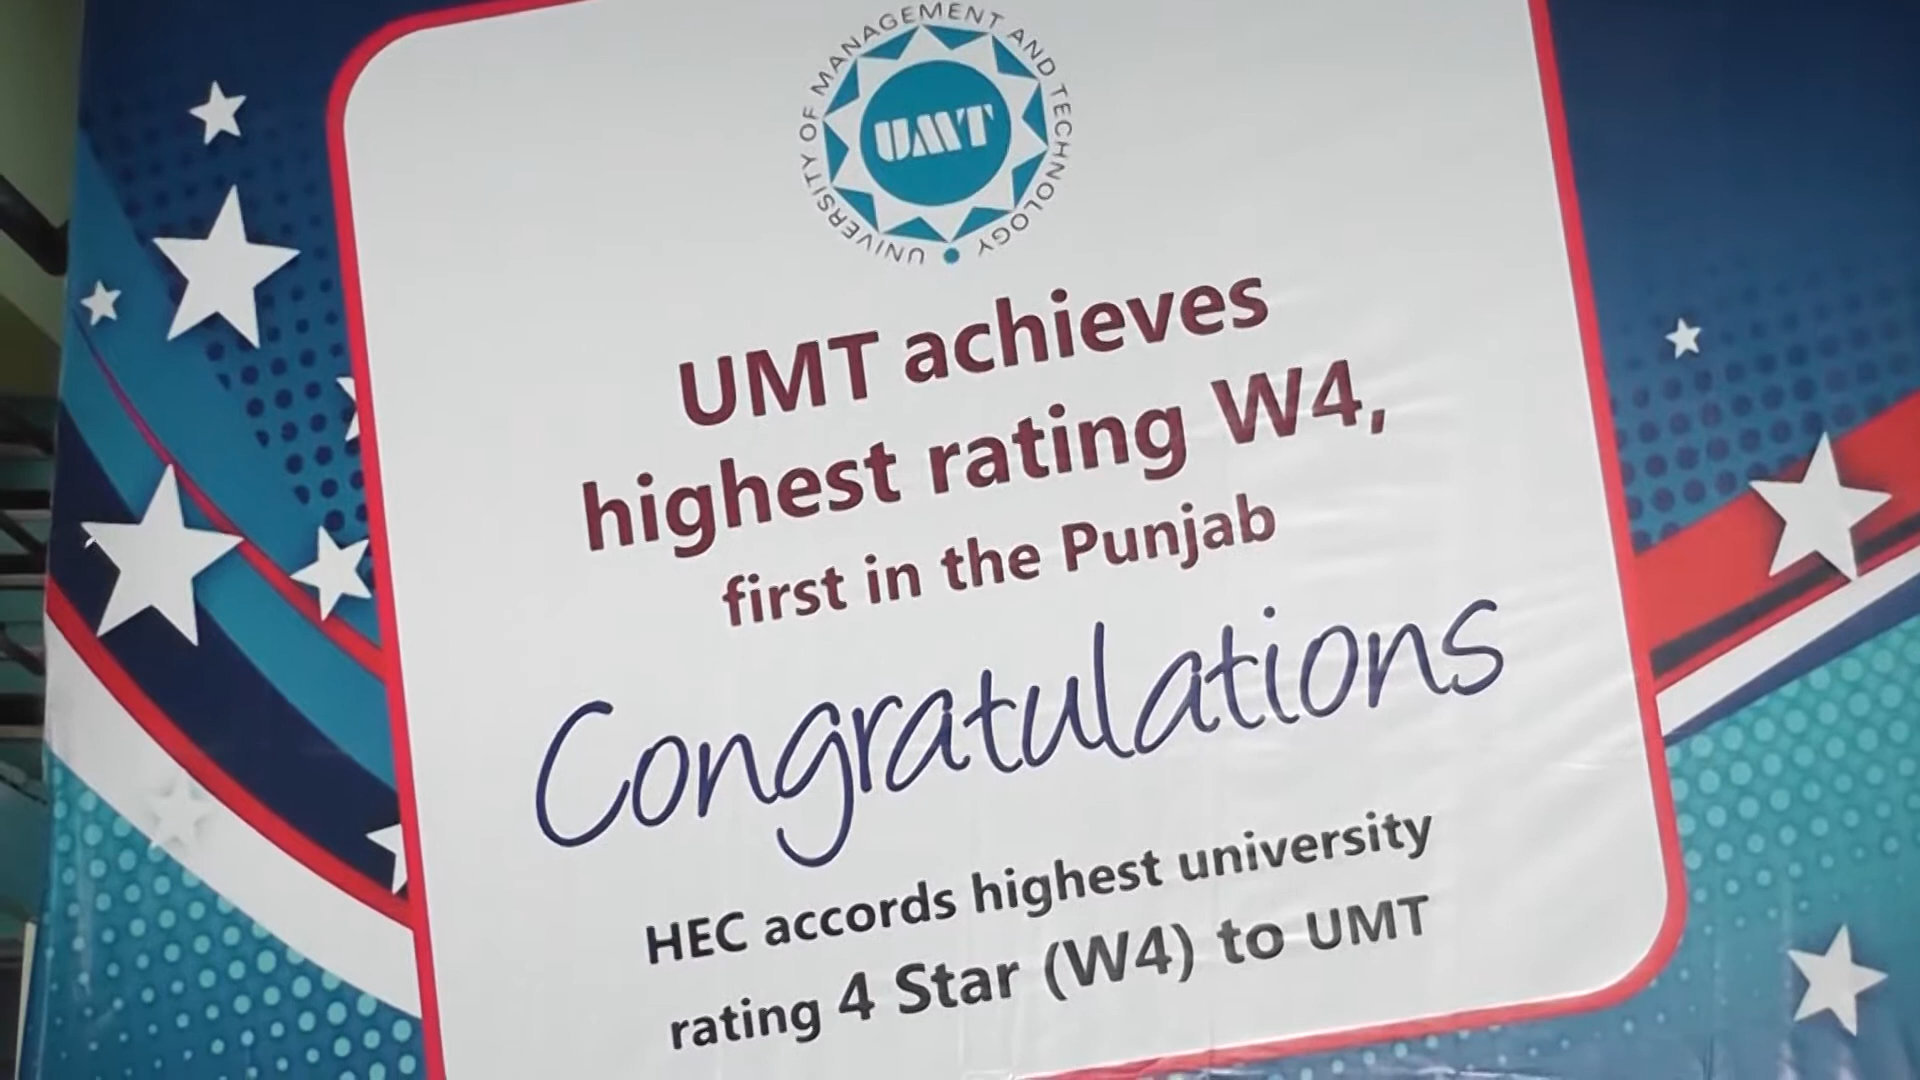 UNIVERSITY OF MANAGEMENT AND TECHNOLOGY
UMT
UMT achieves
highest rating W4,
first in the Punjab
Congratulations
HEC accords highest university
rating 4 Star (W4) to UMT